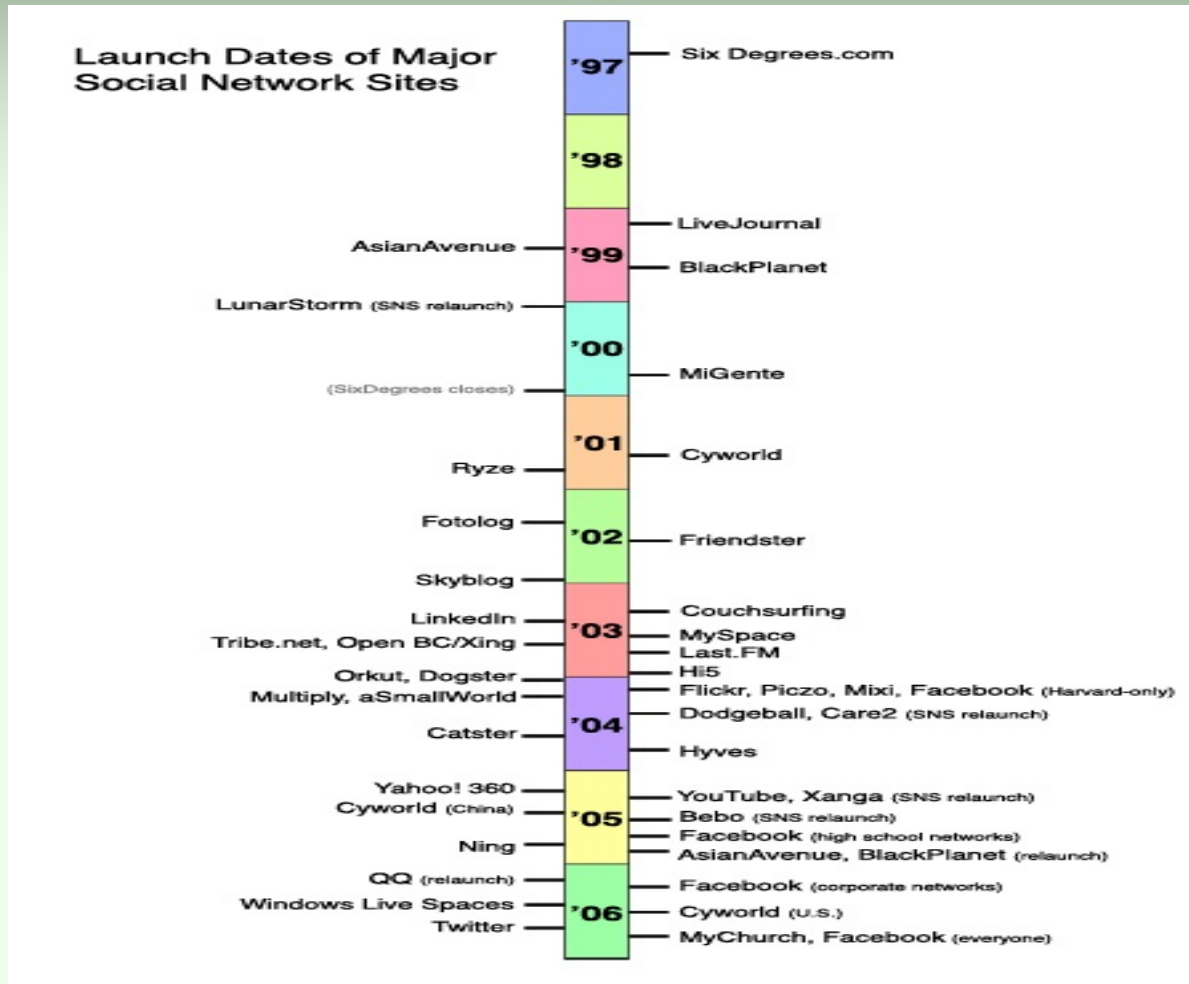 Launch Dates of Major
Social Network Sites
'97
Six Degrees.com
'98
LiveJournal
AsianAvenue
'99
BlackPlanet
LunarStorm (SNS relaunch)
'00
MiGente
(SixDegrees closes)
'01
Cyworld
Ryze
Fotolog
'02
Friendster
Skyblog
Couchsurfing
LinkedIn
'03
MySpace
Tribe.net, Open BC/Xing
Last.FM
Hi5
Orkut, Dogster
Flickr, Piczo, Mixi, Facebook (Harvard-only)
Multiply, aSmallWorld
Dodgeball, Care2 (SNS relaunch)
'04
Catster
Hyves
Yahoo! 360
YouTube, Xanga (SNS relaunch)
Cyworld (China)
'05
Bebo (SNS relaunch)
Facebook (high school networks)
Ning
AsianAvenue, BlackPlanet (relaunch)
QQ (relaunch)
Facebook (corporate networks)
Windows Live Spaces
'06
Cyworld (U.S.)
Twitter
MyChurch, Facebook (everyone)